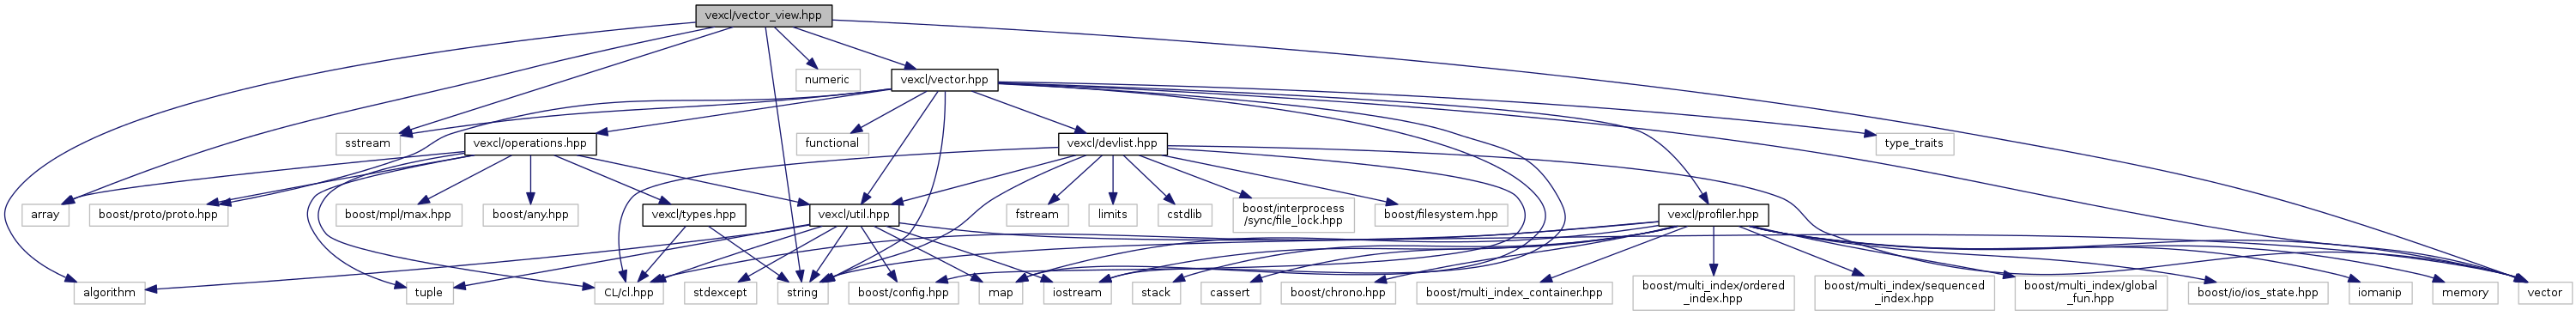 vexcl/vector_view.hpp
numeric
vexcl/vector.hpp
sstream
vexcl/operations.hpp
functional
vexcl/devlist.hpp
type_traits
array
boost/proto/proto.hpp
boost/mpl/max.hpp
boost/any.hpp
vexcl/types.hpp
vexcl/util.hpp
fstream
limits
cstdlib
boost/interprocess
/sync/file_lock.hpp
boost/filesystem.hpp
vexcl/profiler.hpp
algorithm
tuple
CL/cl.hpp
stdexcept
string
boost/config.hpp
map
iostream
stack
cassert
boost/chrono.hpp
boost/multi_index_container.hpp
boost/multi_index/ordered
_index.hpp
boost/multi_index/sequenced
_index.hpp
boost/multi_index/global
_fun.hpp
boost/io/ios_state.hpp
iomanip
memory
vector